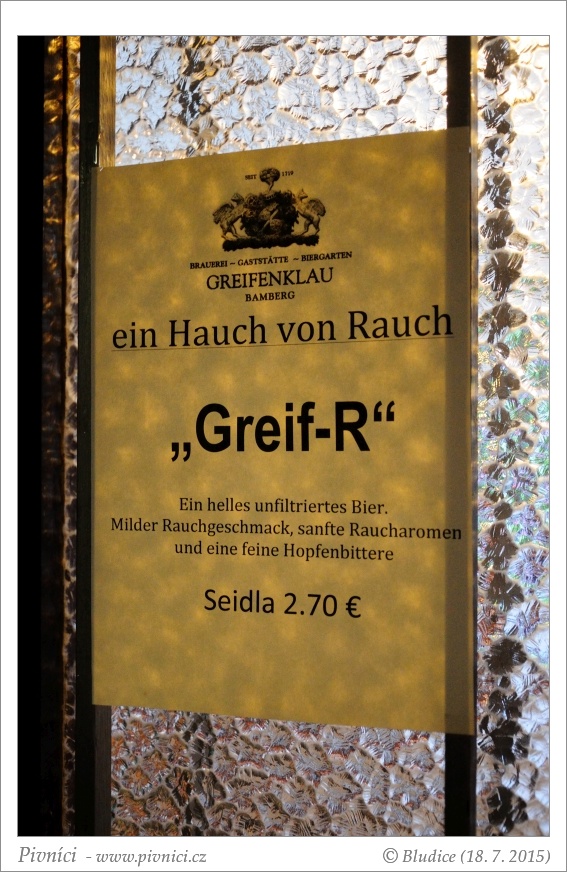 SEIT 1719
BRAUEREI ~ GASTSTÄTTE ~ BIERGARTEN
GREIFENKLAU
BAMBERG
ein Hauch von Rauch
„Greif-R“
Ein helles unfiltriertes Bier.
Milder Rauchgeschmack, sanfte Raucharomen
und eine feine Hopfenbittere
Seidla 2.70 €
Pivníci - www.pivnici.cz © Bludice (18. 7. 2015)